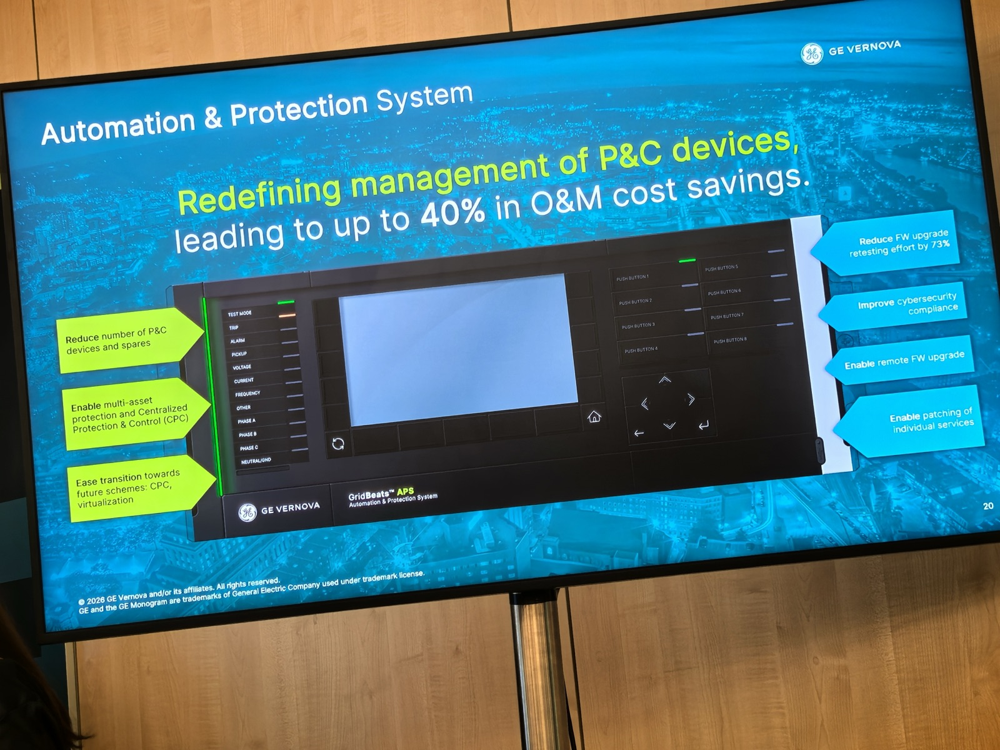 GE VERNOVA
Automation & Protection System
Redefining management of P&C devices,
leading to up to 40% in O&M cost savings.
Reduce number of P&C
devices and spares
Enable multi-asset
protection and Centralized
Protection & Control (CPC)
Ease transition towards
future schemes: CPC,
virtualization
TEST MODE
TRIP
ALARM
PICKUP
VOLTAGE
CURRENT
FREQUENCY
OTHER
PHASE A
PHASE B
PHASE C
NEUTRAL/GND
PUSH BUTTON 1
PUSH BUTTON 2
PUSH BUTTON 3
PUSH BUTTON 4
PUSH BUTTON 5
PUSH BUTTON 6
PUSH BUTTON 7
PUSH BUTTON 8
GE VERNOVA
GridBeats™ APS
Automation & Protection System
Reduce FW upgrade
retesting effort by 73%
Improve cybersecurity
compliance
Enable remote FW upgrade
Enable patching of
individual services
20
© 2026 GE Vernova and/or its affiliates. All rights reserved.
GE and the GE Monogram are trademarks of General Electric Company used under trademark license.